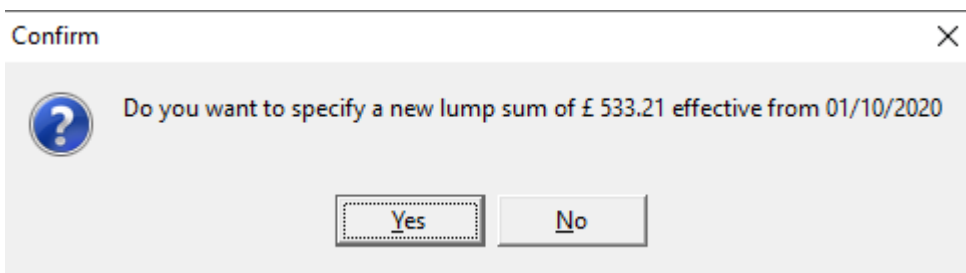 Confirm
Do you want to specify a new lump sum of £ 533.21 effective from 01/10/2020
Yes No